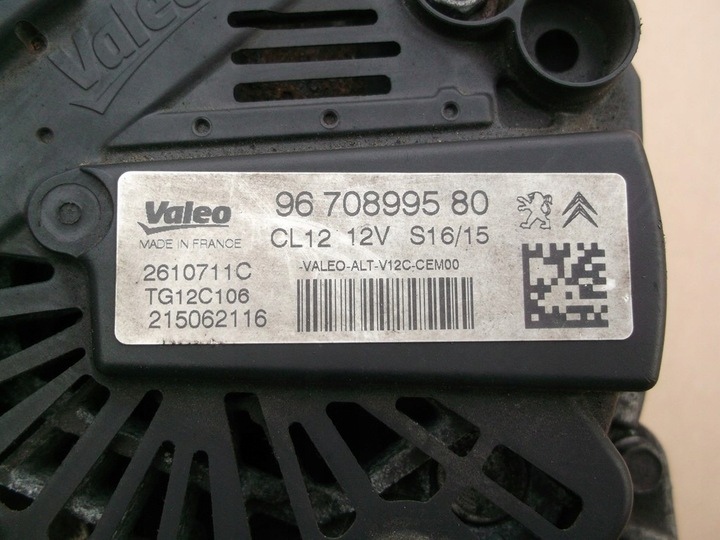 Valeo
Valeo 96 708995 80
MADE IN FRANCE CL12 12V S16/15
2610711C -VALEO-ALT-V12C-CEM00
TG12C106
215062116